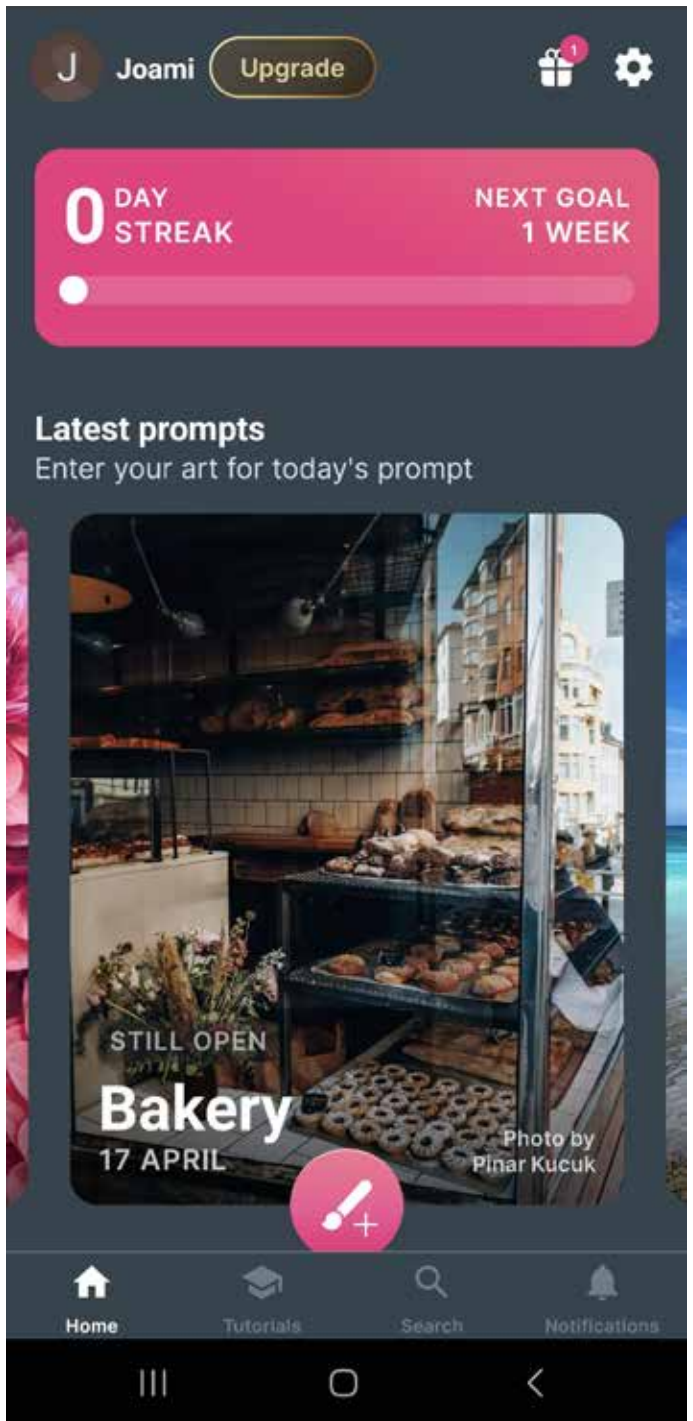 J
Joami
Upgrade
1
0 DAY
STREAK
NEXT GOAL
1 WEEK
Latest prompts
Enter your art for today's prompt
STILL OPEN
Bakery
17 APRIL
Photo by
Pinar Kucuk
Home
Tutorials
Search
Notifications